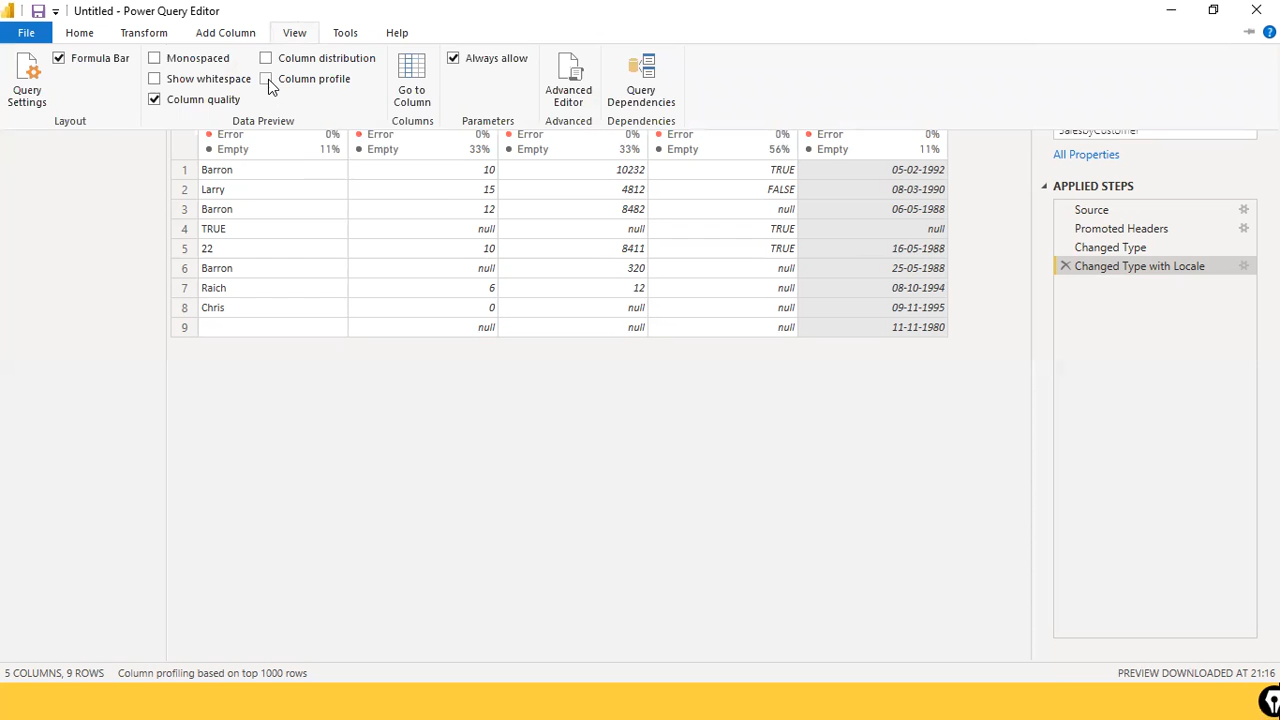 Untitled - Power Query Editor
File Home Transform Add Column View Tools Help
Query Settings
Formula Bar
Layout
Monospaced
Show whitespace
Column quality
Column distribution
Column profile
Data Preview
Go to Column
Columns
Always allow
Parameters
Advanced Editor
Advanced
Query Dependencies
Dependencies
Error 0% Error 0% Error 0% Error 0% Error 0%
Empty 11% Empty 33% Empty 33% Empty 56% Empty 11%
1 Barron 10 10232 TRUE 05-02-1992
2 Larry 15 4812 FALSE 08-03-1990
3 Barron 12 8482 null 06-05-1988
4 TRUE null null TRUE null
5 22 10 8411 TRUE 16-05-1988
6 Barron null 320 null 25-05-1988
7 Raich 6 12 null 08-10-1994
8 Chris 0 null null 09-11-1995
9 null null null 11-11-1980
SalesbyCustomer
All Properties
APPLIED STEPS
Source
Promoted Headers
Changed Type
Changed Type with Locale
5 COLUMNS, 9 ROWS Column profiling based on top 1000 rows
PREVIEW DOWNLOADED AT 21:16